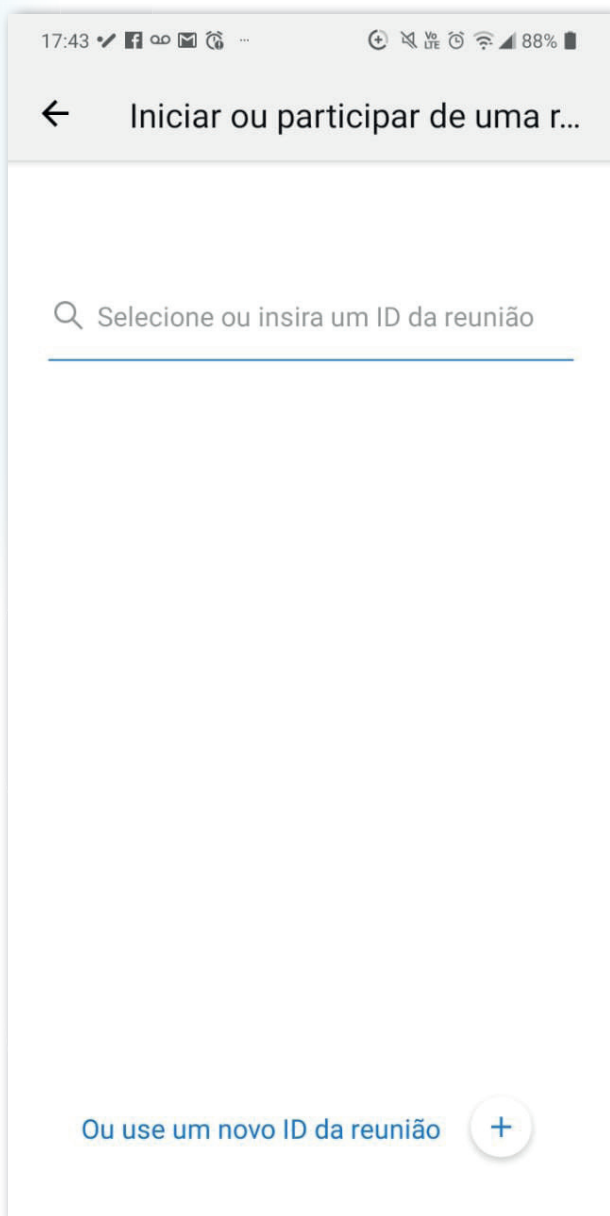 17:43 88%
Iniciar ou participar de uma r...
Selecione ou insira um ID da reunião
Ou use um novo ID da reunião +